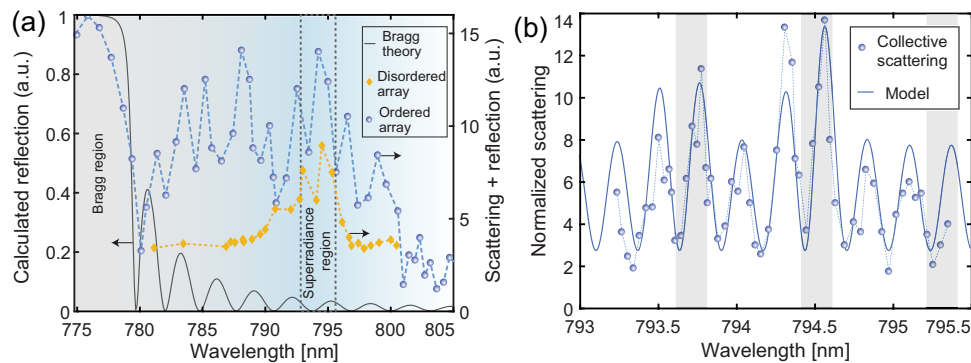 (a)
Calculated reflection (a.u.)
1
0.8
0.6
0.4
0.2
0
Bragg region
Superradiance
region
Bragg
theory
Disordered
array
Ordered
array
15
10
5
0
Scattering + reflection (a.u.)
775 780 785 790 795 800 805
Wavelength [nm]
(b)
Normalized scattering
14
12
10
8
6
4
2
0
Collective
scattering
Model
793 793.5 794 794.5 795 795.5
Wavelength [nm]